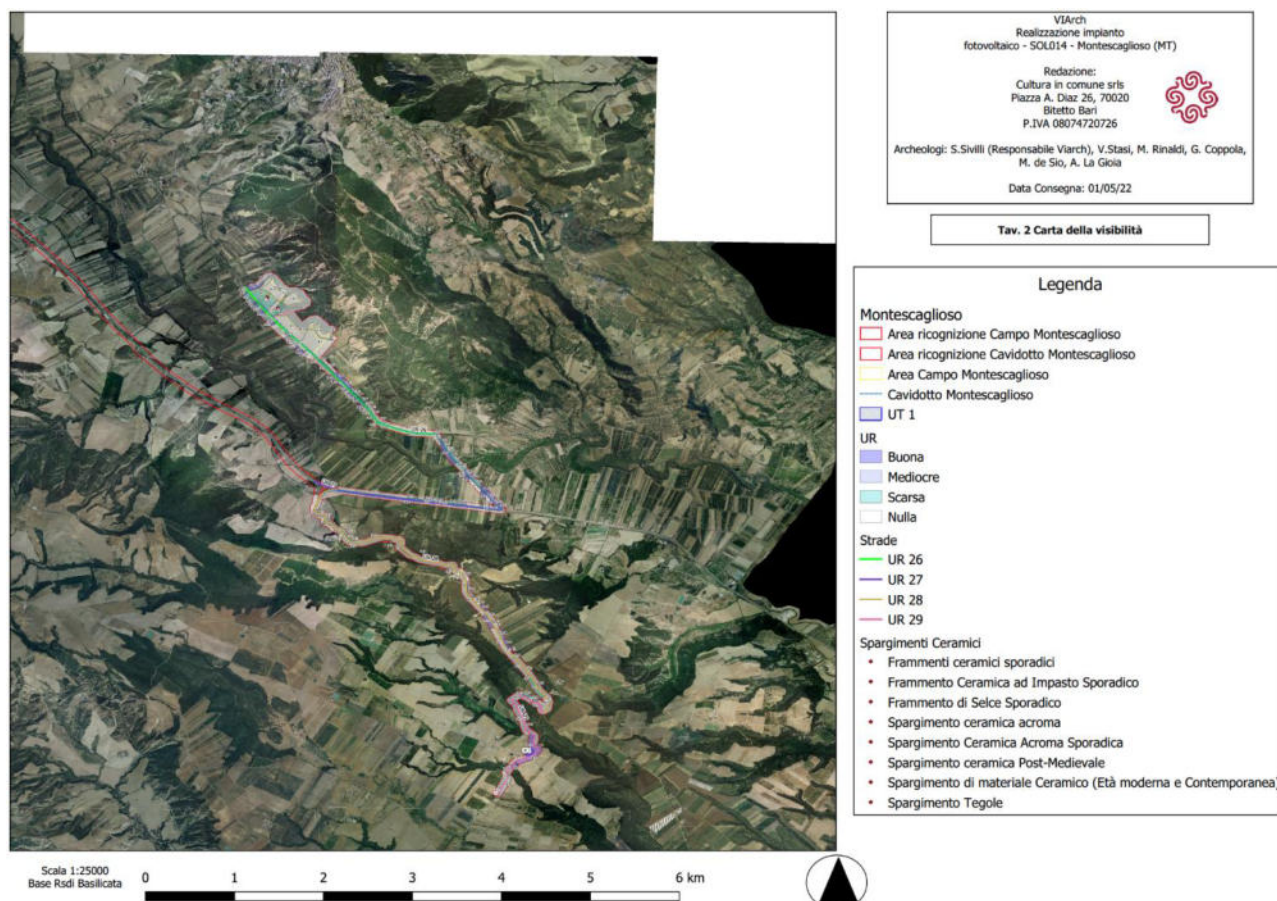 VIArch
Realizzazione impianto
fotovoltaico - SOL014 - Montescaglioso (MT)
Redazione:
Cultura in comune srls
Piazza A. Diaz 26, 70020
Bitetto Bari
P.IVA 08074720726
Archeologi: S.Sivilli (Responsabile Viarch), V.Stasi, M. Rinaldi, G. Coppola,
M. de Sio, A. La Gioia
Data Consegna: 01/05/22
Tav. 2 Carta della visibilità
Legenda
Montescaglioso
Area ricognizione Campo Montescaglioso
Area ricognizione Cavidotto Montescaglioso
Area Campo Montescaglioso
Cavidotto Montescaglioso
UT 1
UR
Buona
Mediocre
Scarsa
Nulla
Strade
UR 26
UR 27
UR 28
UR 29
Spargimenti Ceramici
Frammenti ceramici sporadici
Frammento Ceramica ad Impasto Sporadico
Frammento di Selce Sporadico
Spargimento ceramica acroma
Spargimento Ceramica Acroma Sporadica
Spargimento ceramica Post-Medievale
Spargimento di materiale Ceramico (Età moderna e Contemporanea)
Spargimento Tegole
Scala 1:25000
Base Rsdi Basilicata
0 1 2 3 4 5 6 km